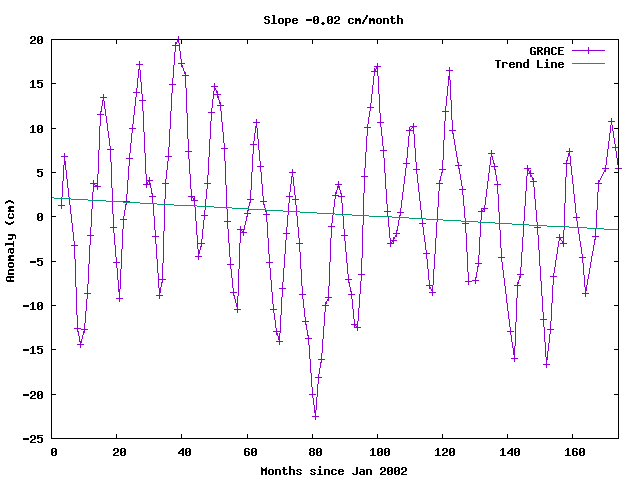 Slope -0.02 cm/month
GRACE
Trend Line
20
15
10
5
0
-5
-10
-15
-20
-25
Anomaly (cm)
0 20 40 60 80 100 120 140 160
Months since Jan 2002